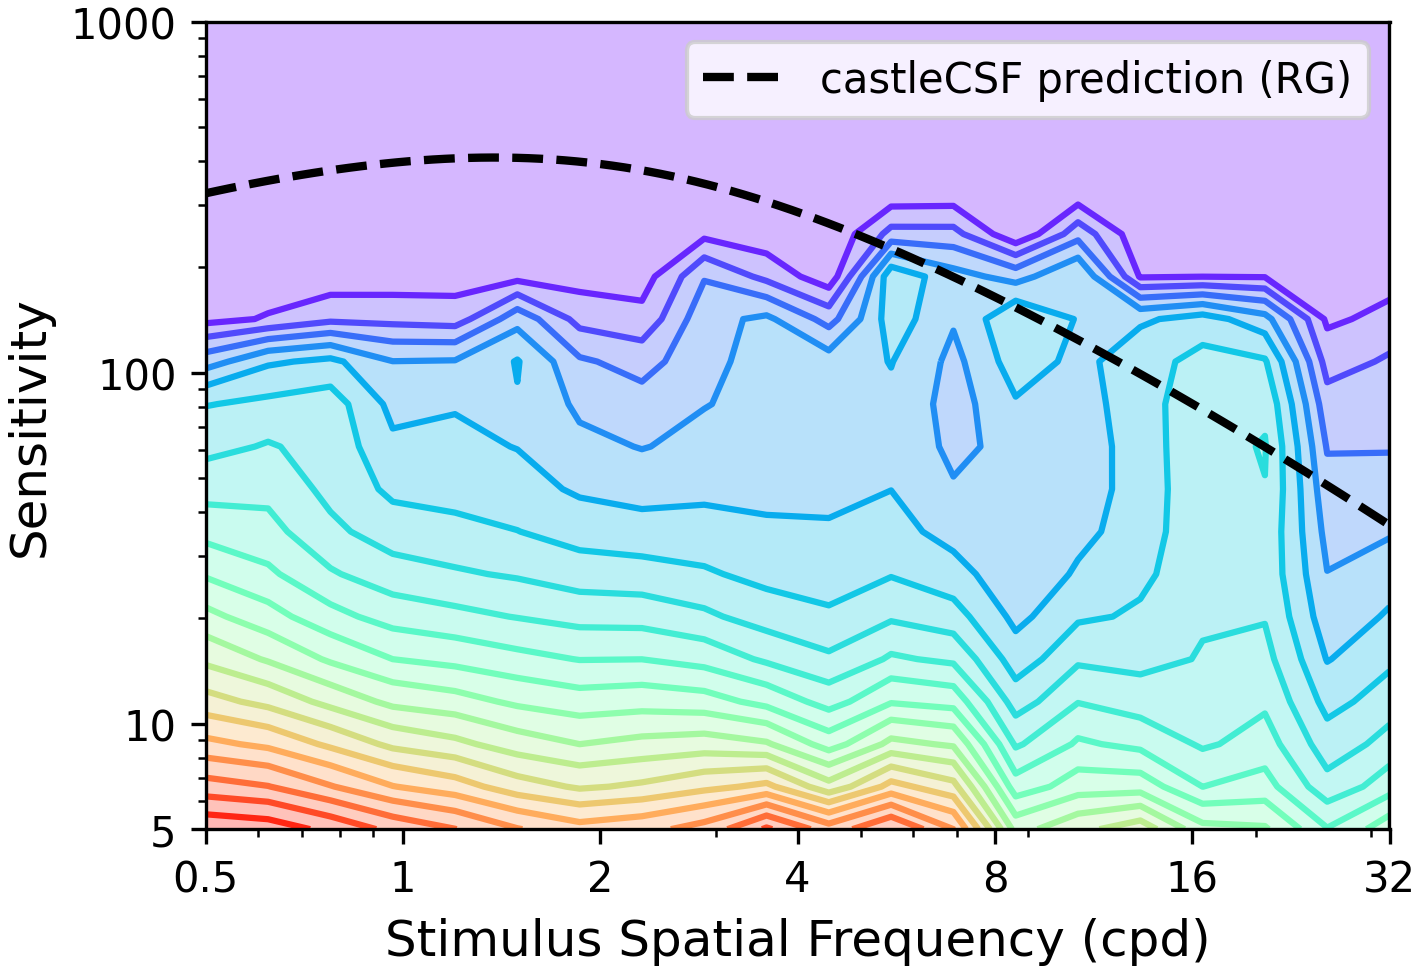 1000
castleCSF prediction (RG)
Sensitivity
100
10
5
0.5 1 2 4 8 16 32
Stimulus Spatial Frequency (cpd)